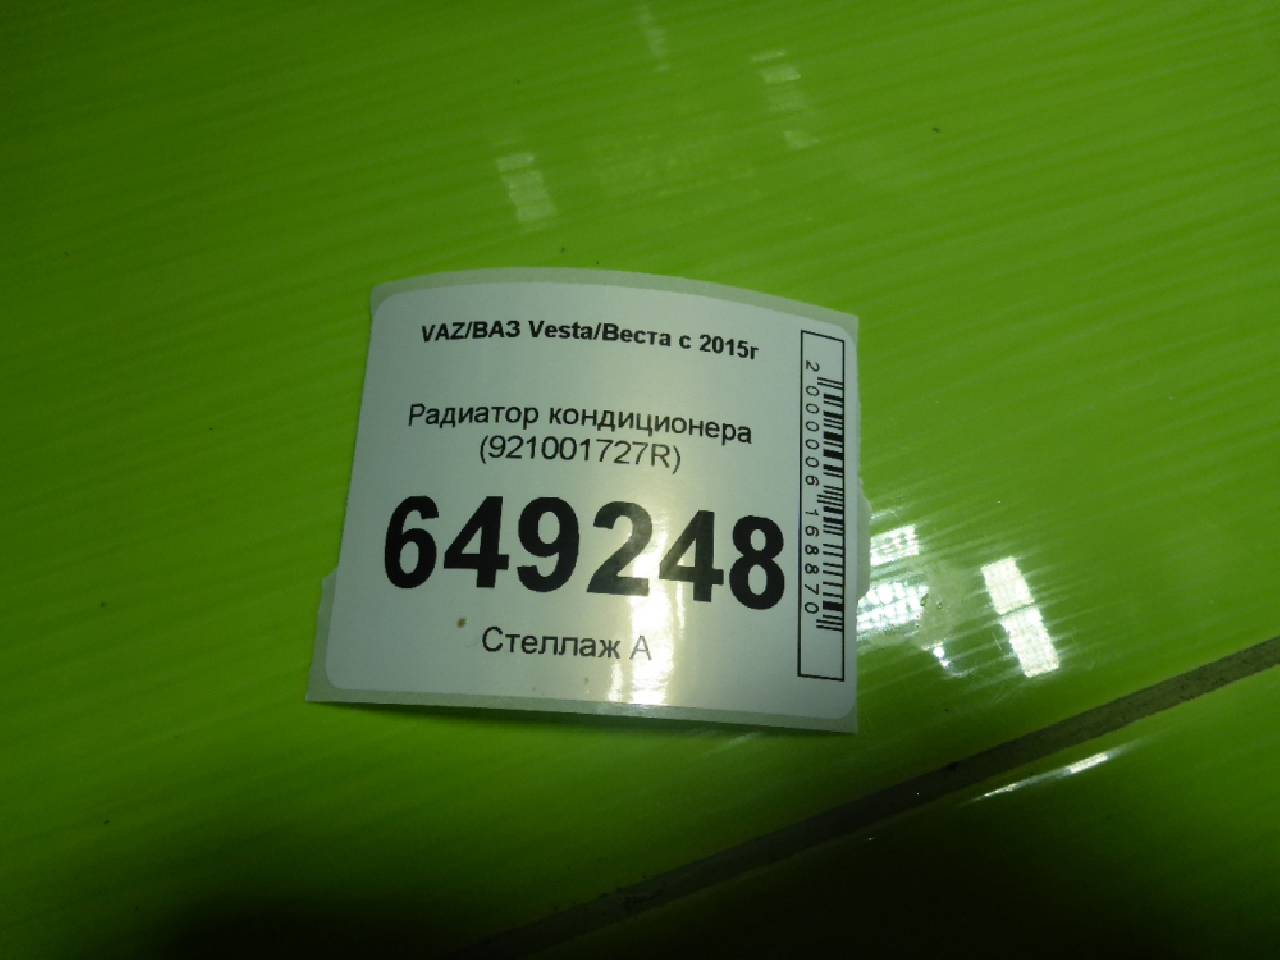 VAZ/ВАЗ Vesta/Веста с 2015г
Радиатор кондиционера
(921001727R)
649248
Стеллаж А
2000006168870